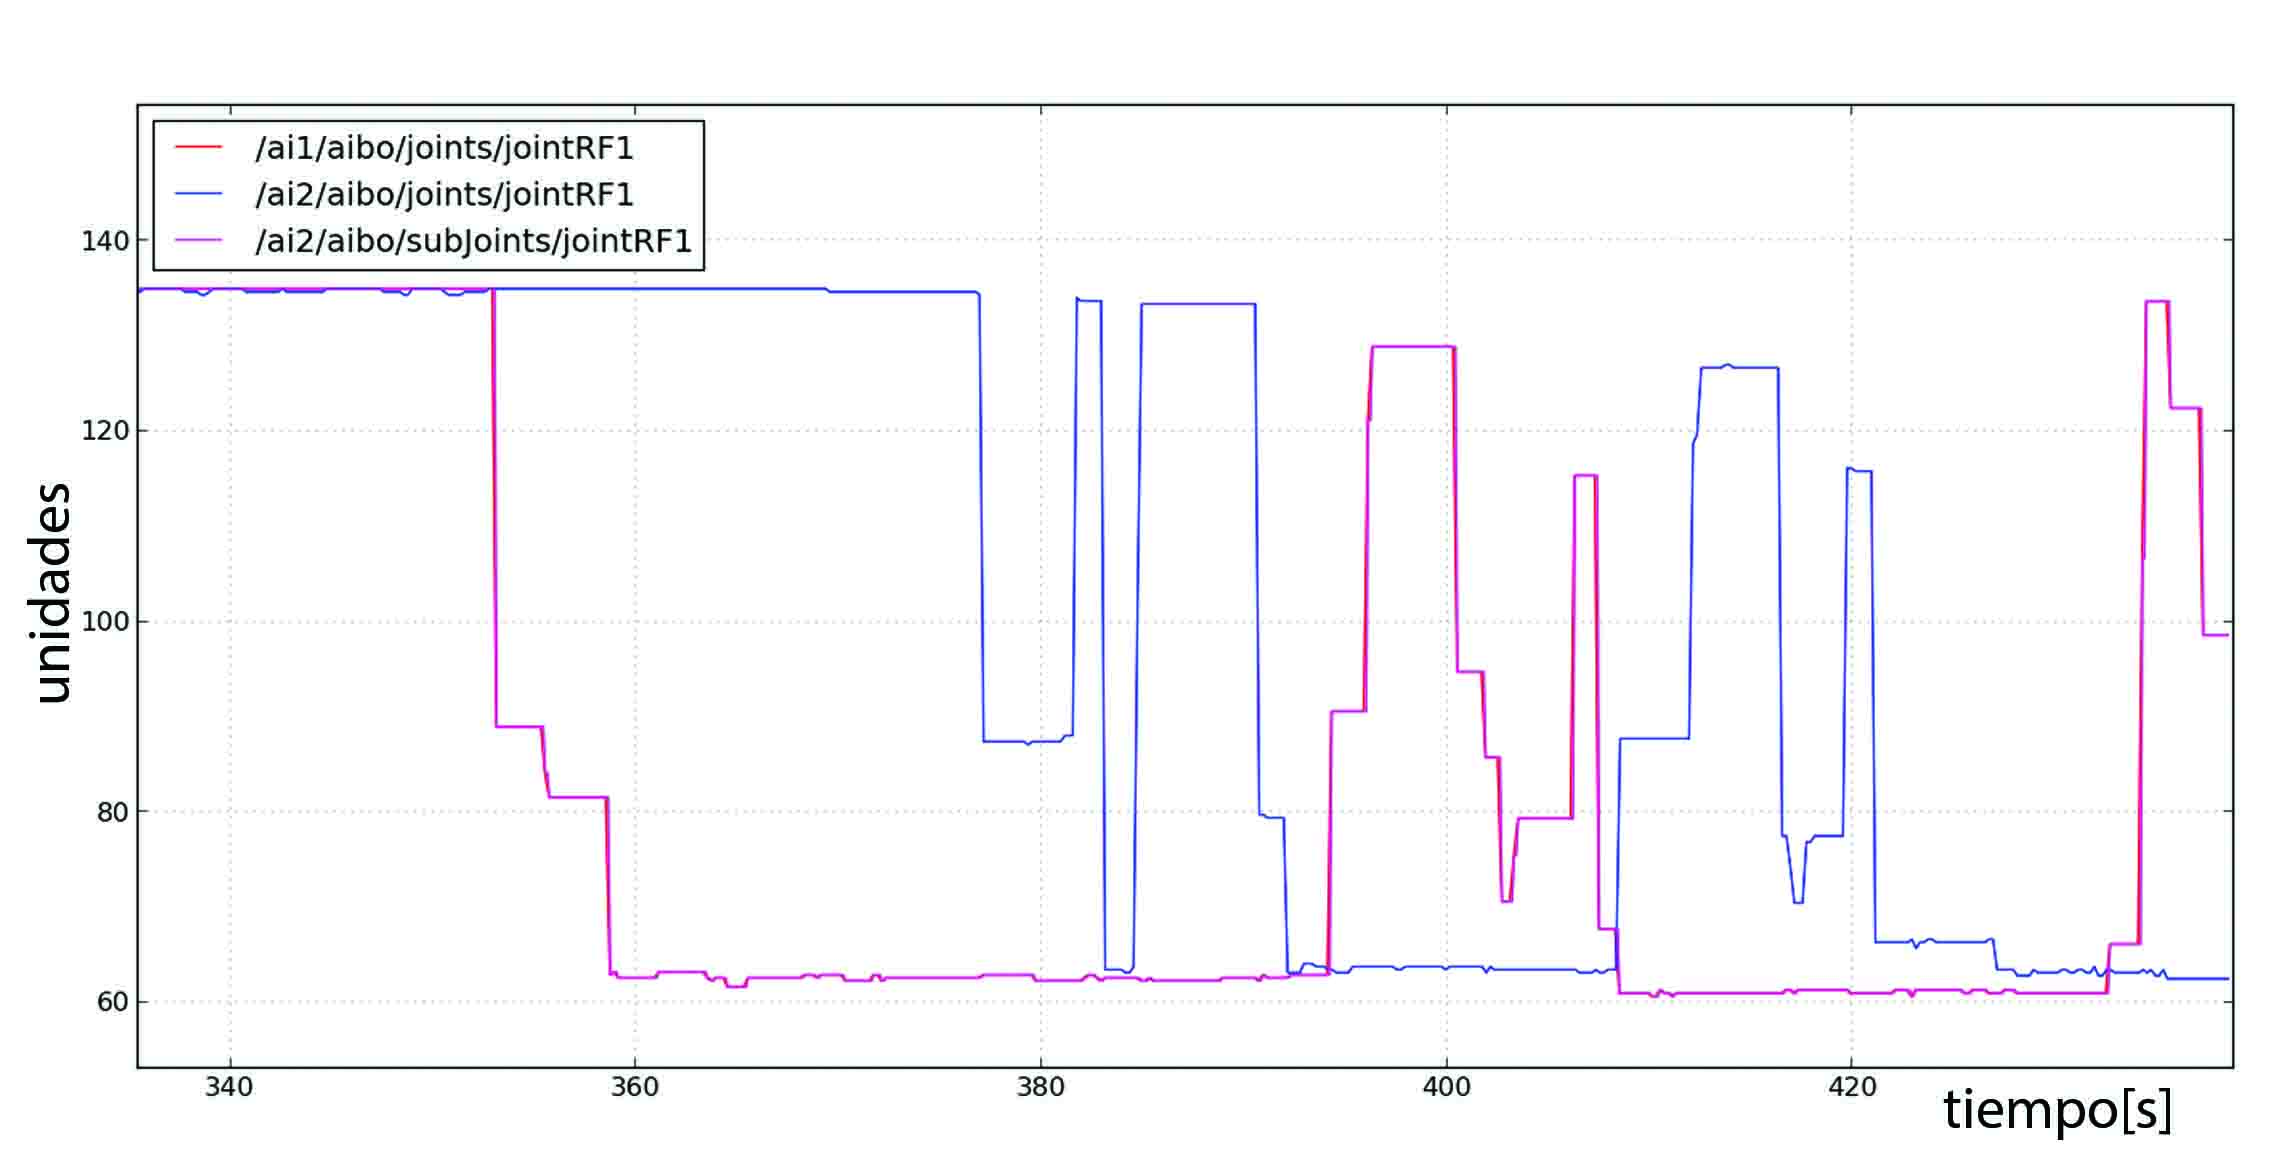 /ai1/aibo/joints/jointRF1
/ai2/aibo/joints/jointRF1
/ai2/aibo/subJoints/jointRF1
140
120
100
80
60
unidades
340 360 380 400 420
tiempo[s]